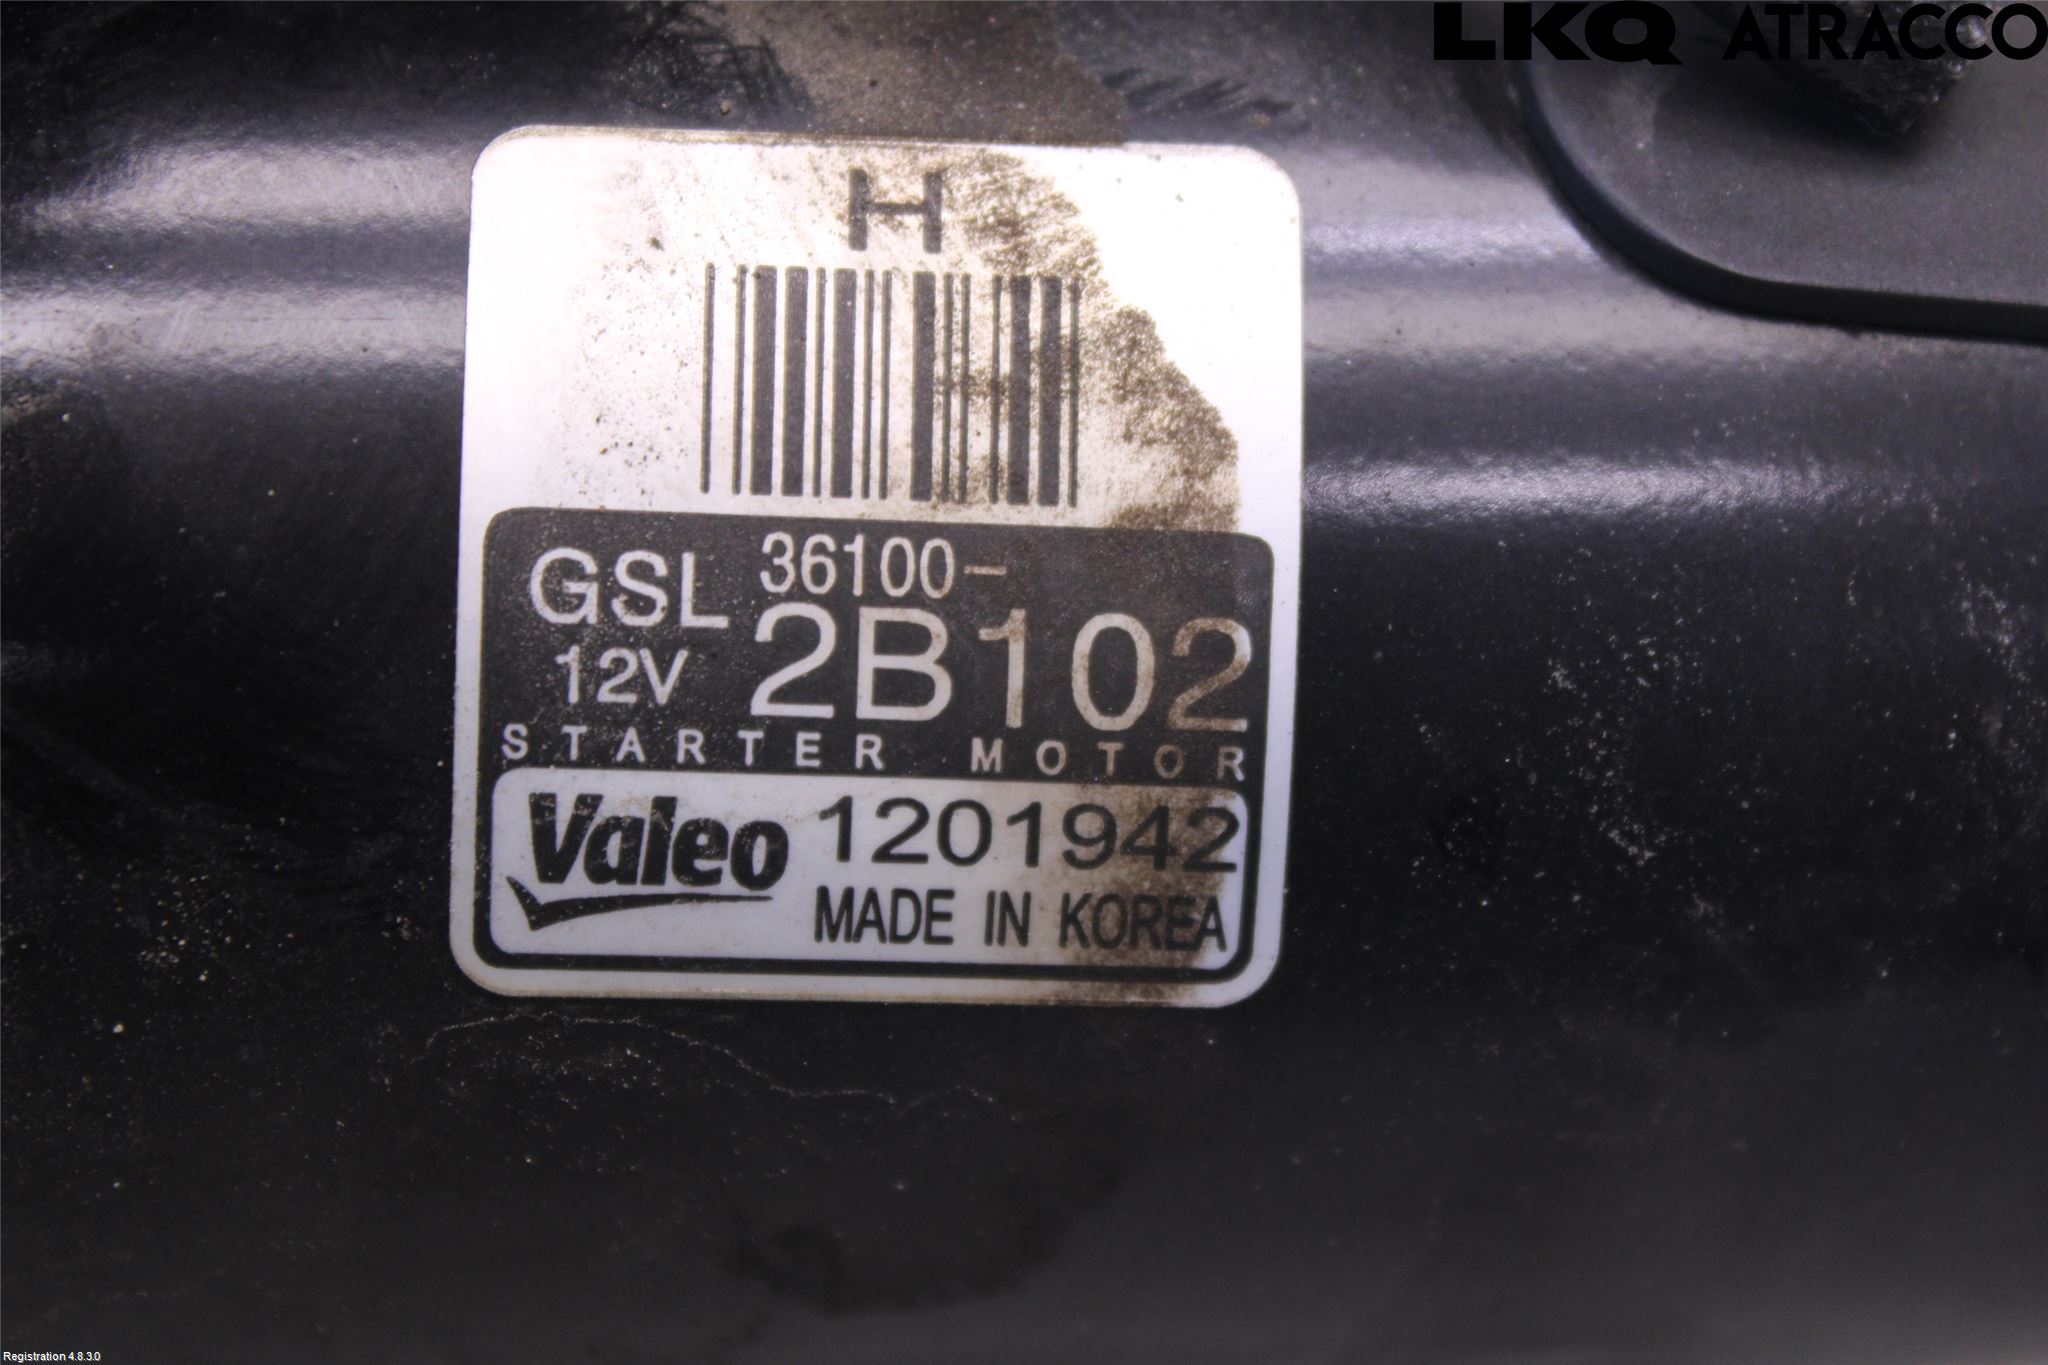 LKQ ATRACCO
H
GSL 36100-
12V 2B102
STARTER MOTOR
Valeo 1201942
MADE IN KOREA
Registration 4.8.3.0